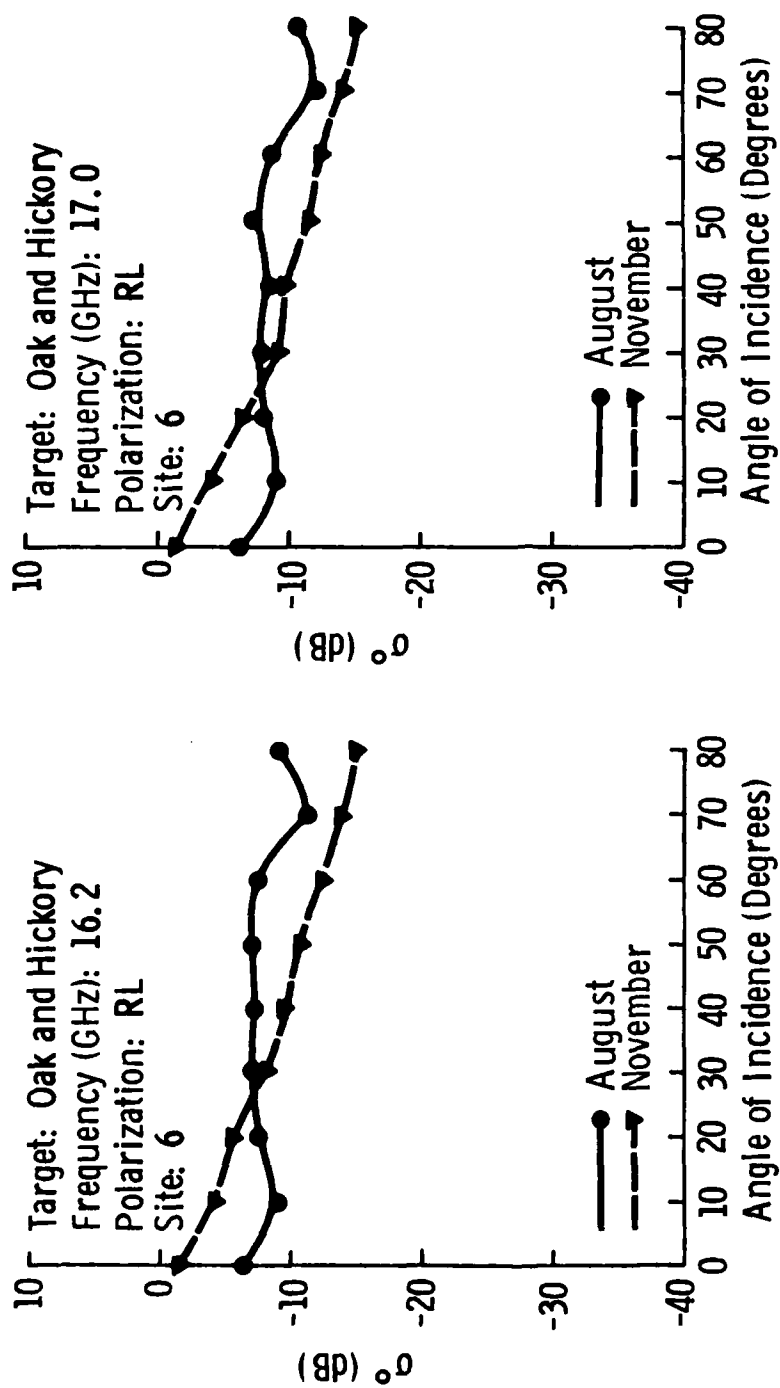 Target: Oak and Hickory
Frequency (GHz): 16.2
Polarization: RL
Site: 6
10
0
-10
-20
-30
-40
σ° (dB)
August
November
0 10 20 30 40 50 60 70 80
Angle of Incidence (Degrees)
Target: Oak and Hickory
Frequency (GHz): 17.0
Polarization: RL
Site: 6
10
0
-10
-20
-30
-40
σ° (dB)
August
November
0 10 20 30 40 50 60 70 80
Angle of Incidence (Degrees)